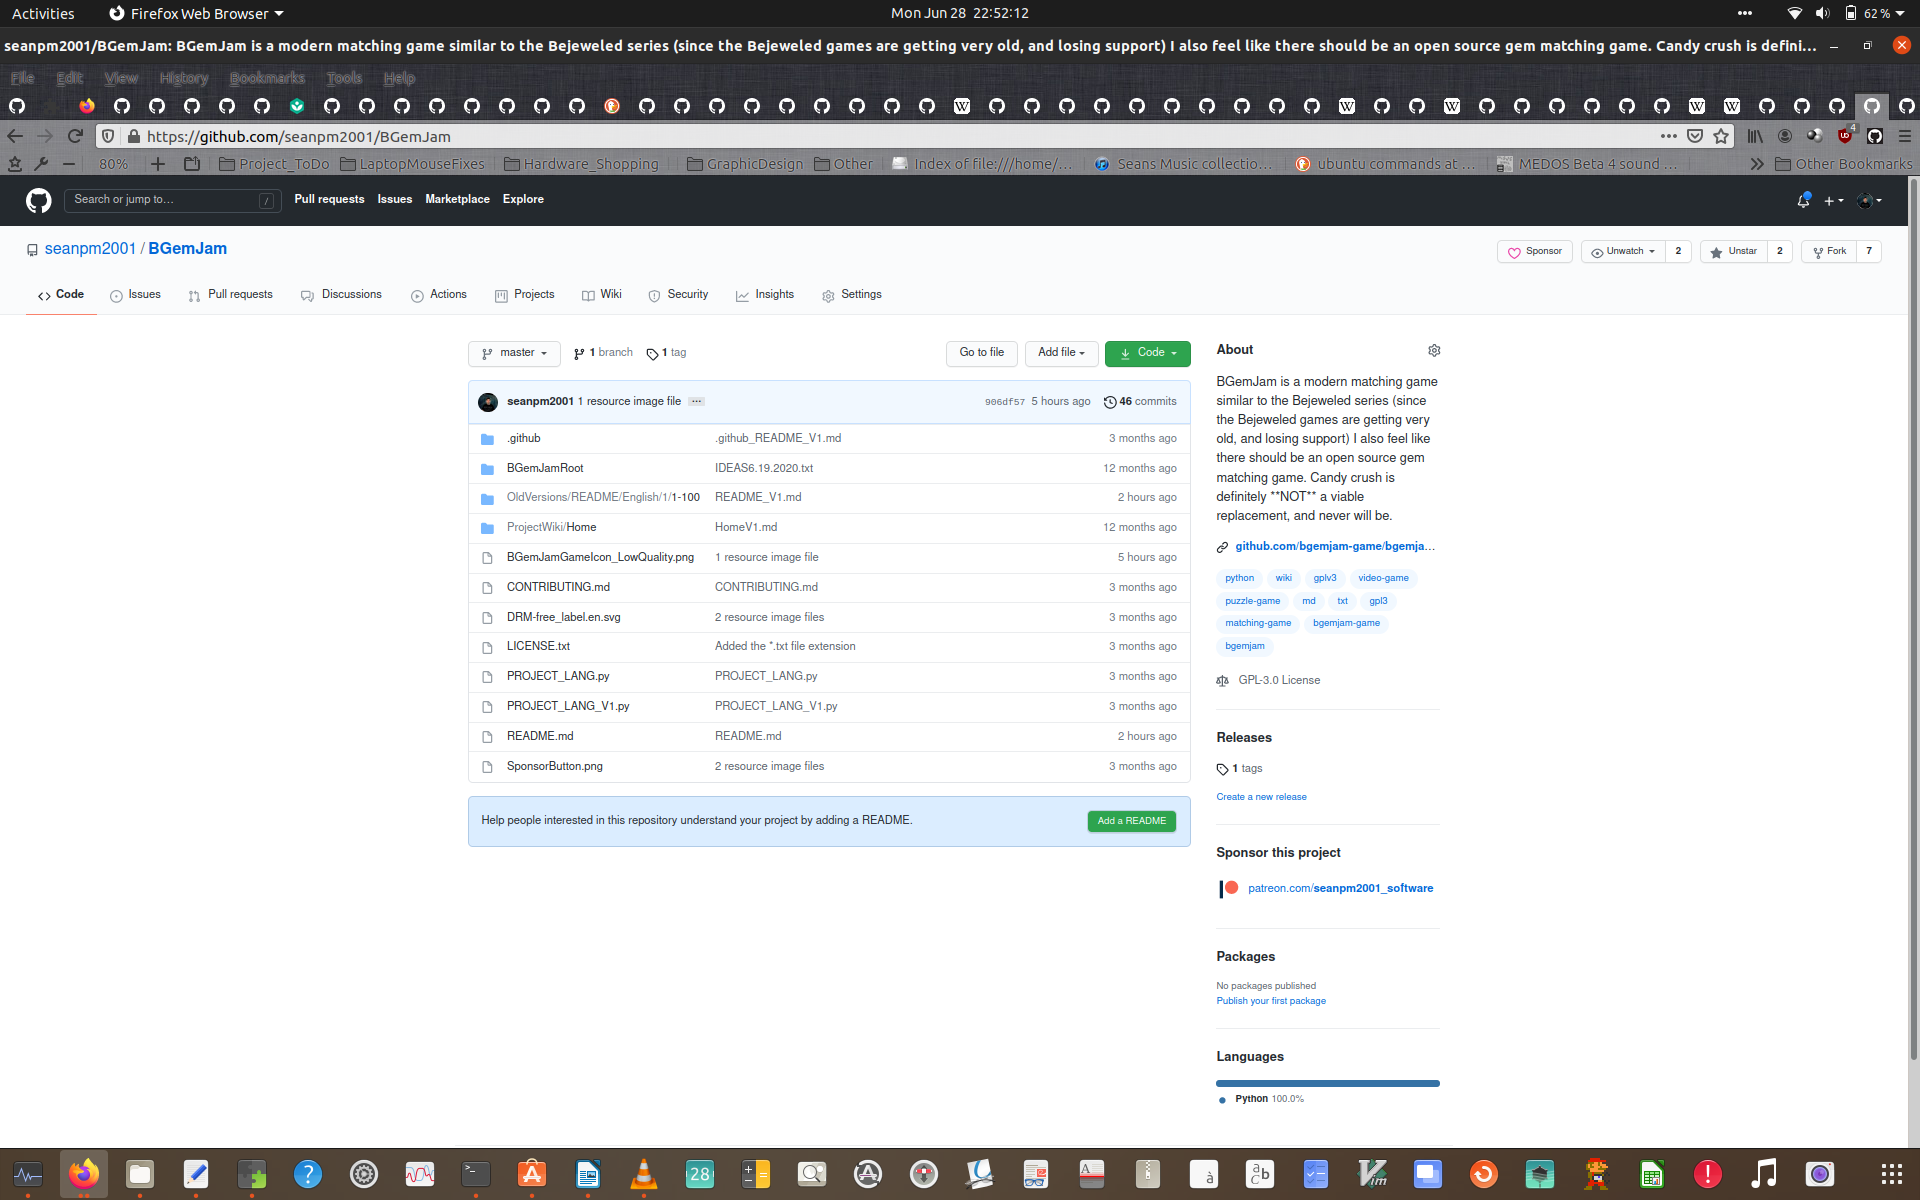 Activities
Firefox Web Browser
Mon Jun 28 22:52:12
62 %
seanpm2001/BGemJam: BGemJam is a modern matching game similar to the Bejeweled series (since the Bejeweled games are getting very old, and losing support) I also feel like there should be an open source gem matching game. Candy crush is defini...
File Edit View History Bookmarks Tools Help
https://github.com/seanpm2001/BGemJam
4
80%
Project_ToDo
LaptopMouseFixes
Hardware_Shopping
GraphicDesign
Other
Index of file:///home/...
Seans Music collectio...
ubuntu commands at ...
MEDOS Beta 4 sound ...
Other Bookmarks
Search or jump to...
/
Pull requests Issues Marketplace Explore
seanpm2001 / BGemJam
Sponsor
Unwatch 2
Unstar 2
Fork 7
Code Issues Pull requests Discussions Actions Projects Wiki Security Insights Settings
master 1 branch 1 tag
Go to file Add file Code
seanpm2001 1 resource image file ... 906df57 5 hours ago 46 commits
.github .github_README_V1.md 3 months ago
BGemJamRoot IDEAS6.19.2020.txt 12 months ago
OldVersions/README/English/1/1-100 README_V1.md 2 hours ago
ProjectWiki/Home HomeV1.md 12 months ago
BGemJamGameIcon_LowQuality.png 1 resource image file 5 hours ago
CONTRIBUTING.md CONTRIBUTING.md 3 months ago
DRM-free_label.en.svg 2 resource image files 3 months ago
LICENSE.txt Added the *.txt file extension 3 months ago
PROJECT_LANG.py PROJECT_LANG.py 3 months ago
PROJECT_LANG_V1.py PROJECT_LANG_V1.py 3 months ago
README.md README.md 2 hours ago
SponsorButton.png 2 resource image files 3 months ago
Help people interested in this repository understand your project by adding a README.
Add a README
About
BGemJam is a modern matching game
similar to the Bejeweled series (since
the Bejeweled games are getting very
old, and losing support) I also feel like
there should be an open source gem
matching game. Candy crush is
definitely **NOT** a viable
replacement, and never will be.
github.com/bgemjam-game/bgemja...
python wiki gplv3 video-game
puzzle-game md txt gpl3
matching-game bgemjam-game
bgemjam
GPL-3.0 License
Releases
1 tags
Create a new release
Sponsor this project
patreon.com/seanpm2001_software
Packages
No packages published
Publish your first package
Languages
Python 100.0%
28